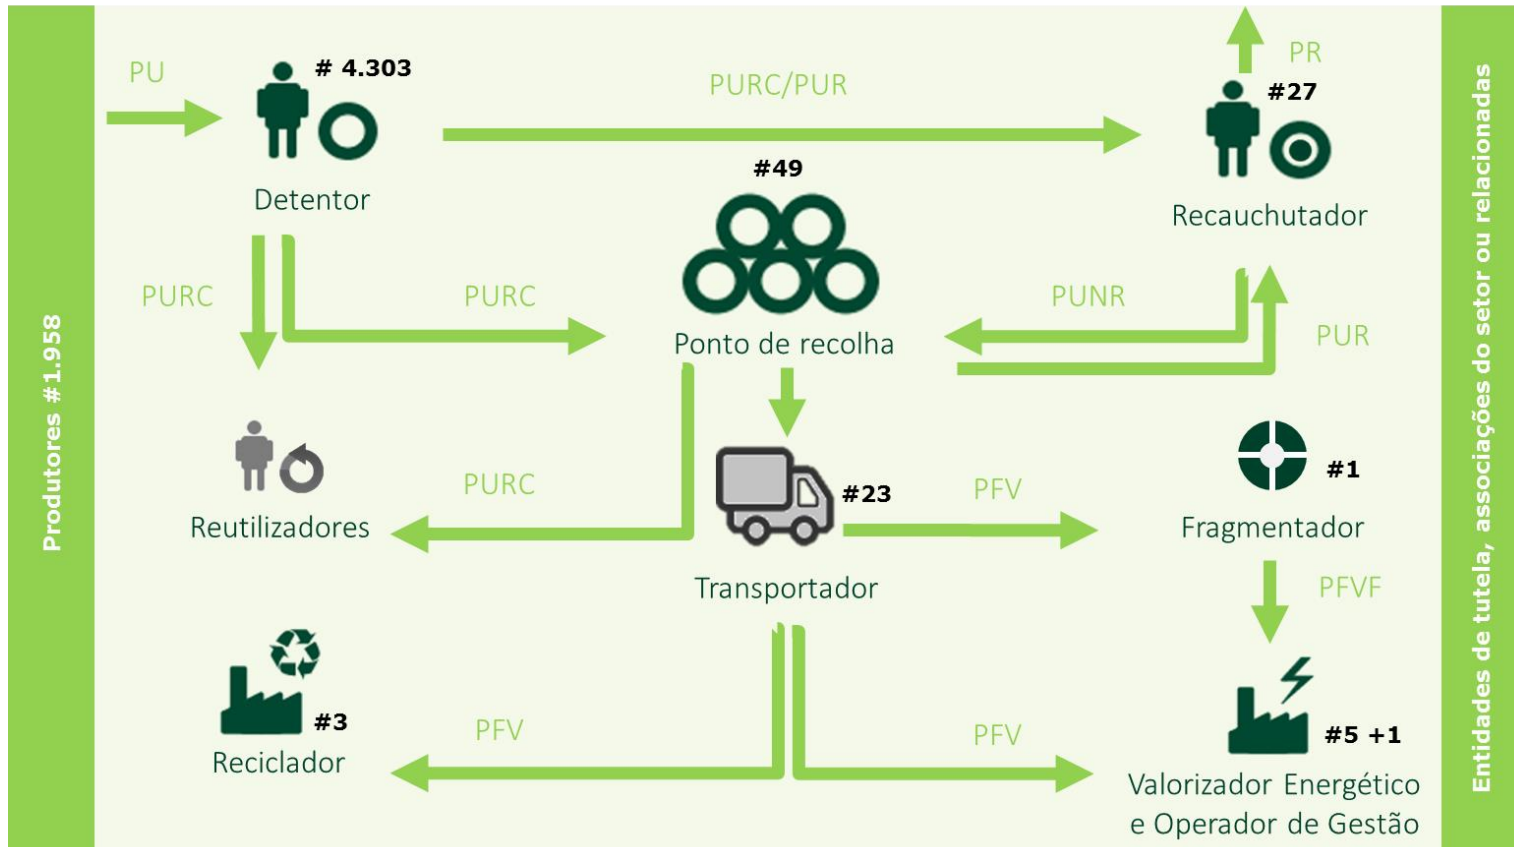 PU
# 4.303
Detentor
PURC/PUR
PR
#27
Recauchutador
#49
Ponto de recolha
PURC
PURC
PUNR
PUR
Produtores #1.958
Entidades de tutela, associações do setor ou relacionadas
Reutilizadores
PURC
#23
Transportador
PFV
#1
Fragmentador
PFVF
#3
Reciclador
PFV
PFV
#5 +1
Valorizador Energético
e Operador de Gestão